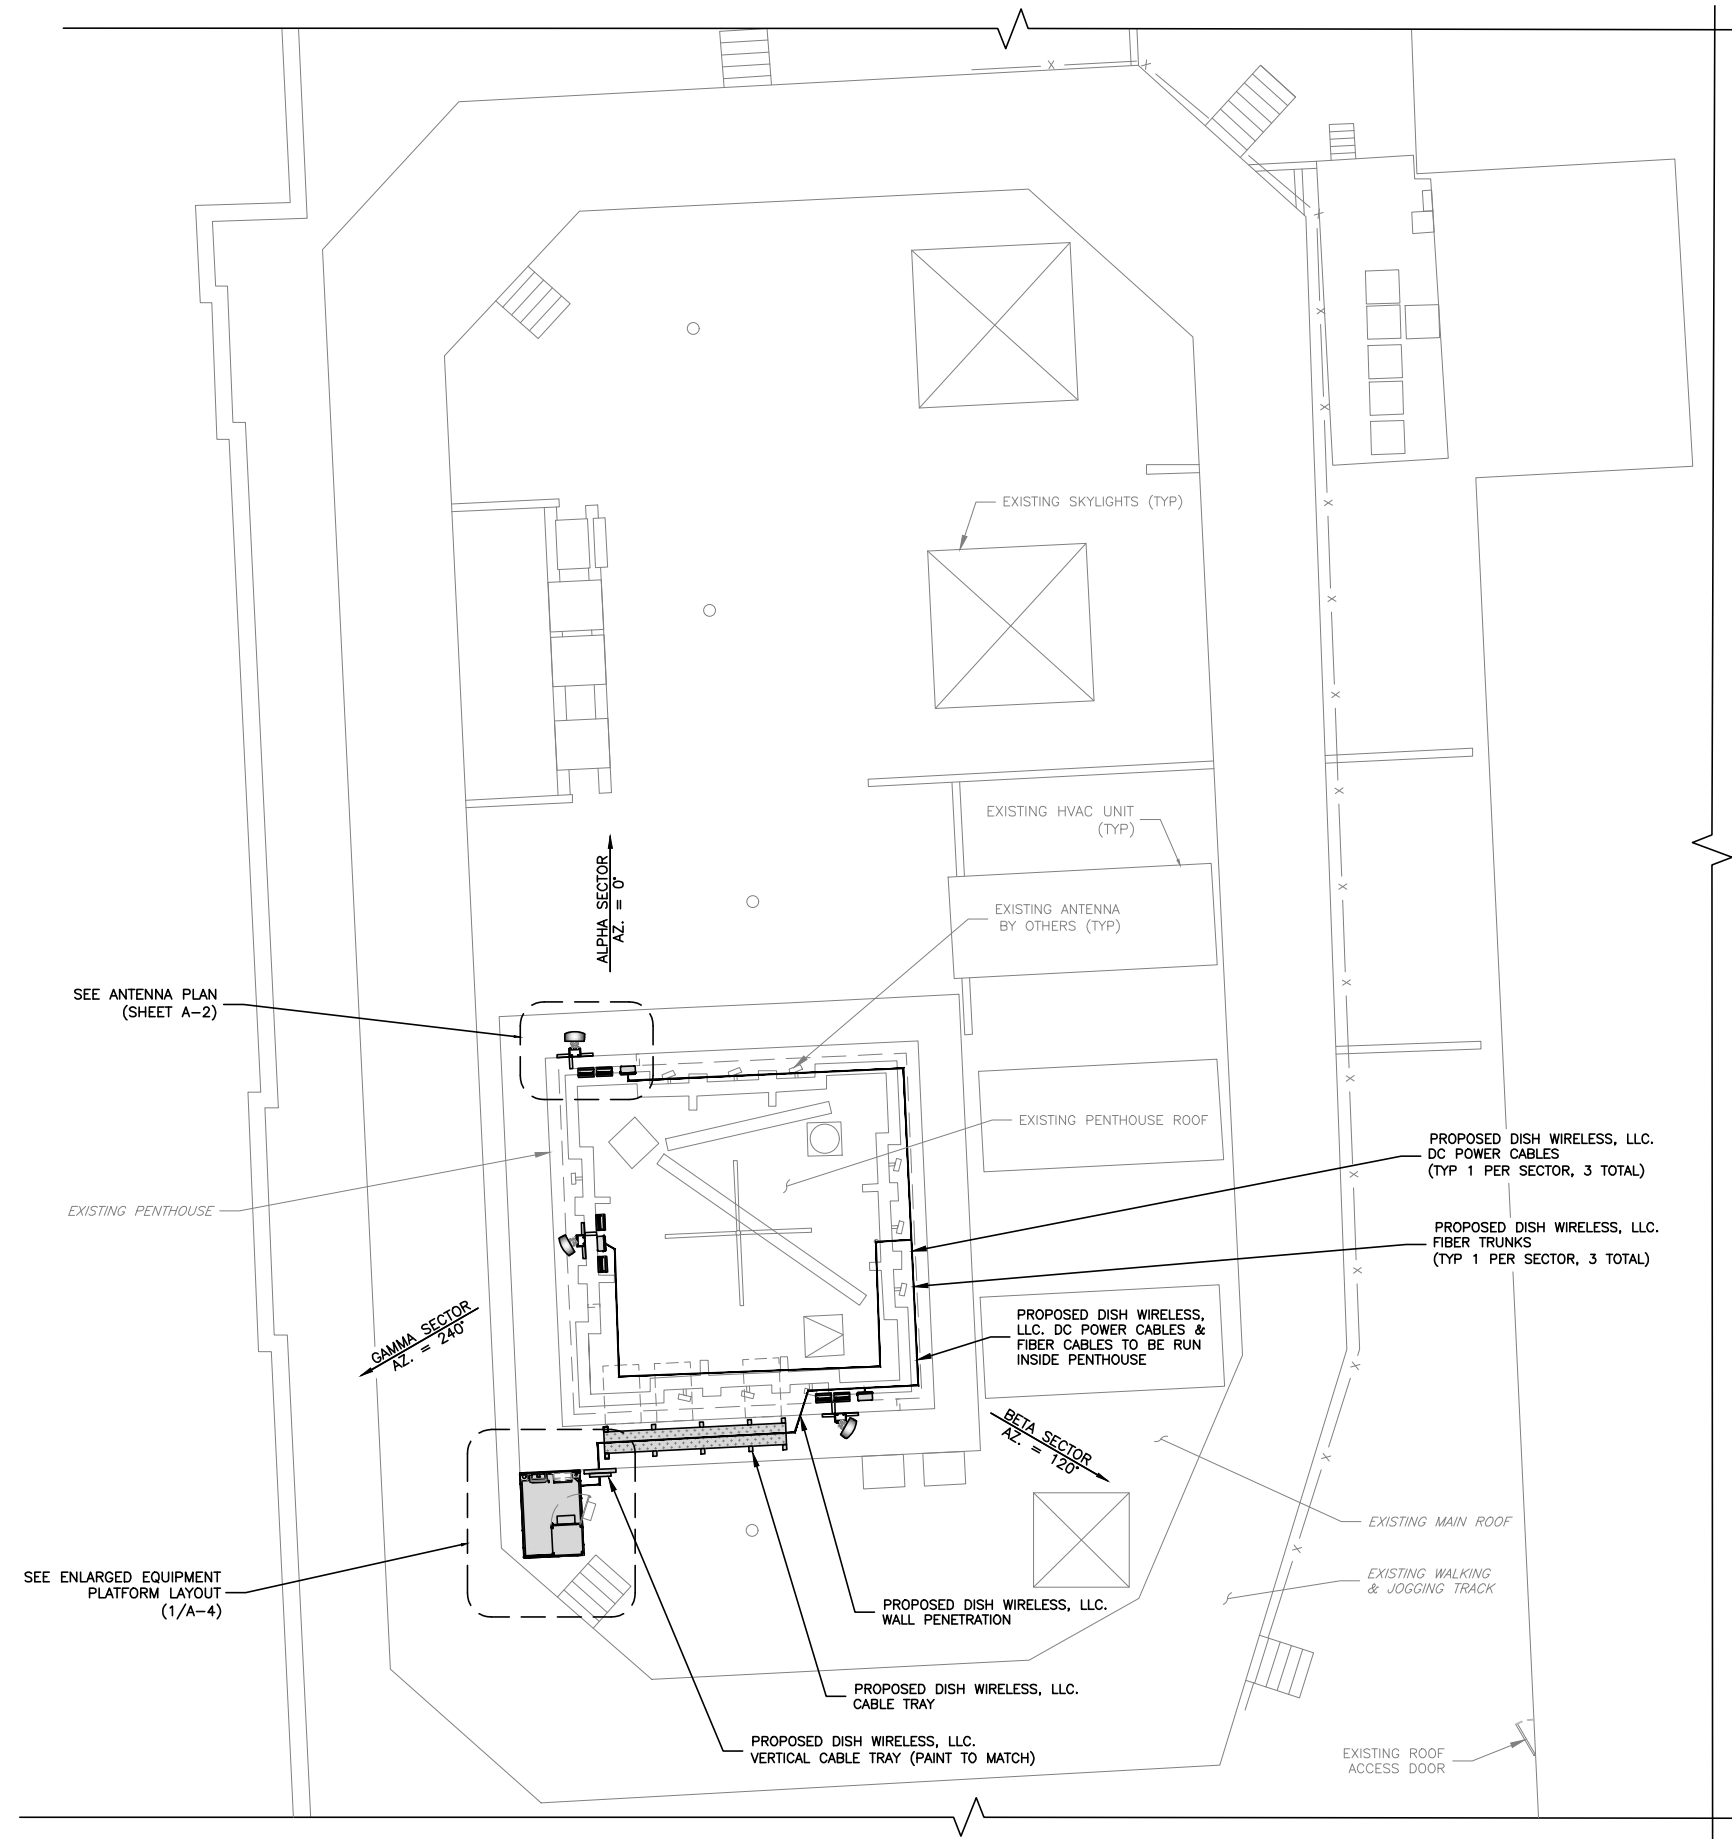 EXISTING SKYLIGHTS (TYP)
EXISTING HVAC UNIT
(TYP)
ALPHA SECTOR
AZ. = 0°
EXISTING ANTENNA
BY OTHERS (TYP)
SEE ANTENNA PLAN
(SHEET A-2)
EXISTING PENTHOUSE ROOF
PROPOSED DISH WIRELESS, LLC.
DC POWER CABLES
(TYP 1 PER SECTOR, 3 TOTAL)
EXISTING PENTHOUSE
PROPOSED DISH WIRELESS, LLC.
FIBER TRUNKS
(TYP 1 PER SECTOR, 3 TOTAL)
GAMMA SECTOR
AZ. = 240°
PROPOSED DISH WIRELESS,
LLC. DC POWER CABLES &
FIBER CABLES TO BE RUN
INSIDE PENTHOUSE
BETA SECTOR
AZ. = 120°
EXISTING MAIN ROOF
SEE ENLARGED EQUIPMENT
PLATFORM LAYOUT
(1/A-4)
EXISTING WALKING
& JOGGING TRACK
PROPOSED DISH WIRELESS, LLC.
WALL PENETRATION
PROPOSED DISH WIRELESS, LLC.
CABLE TRAY
PROPOSED DISH WIRELESS, LLC.
VERTICAL CABLE TRAY (PAINT TO MATCH)
EXISTING ROOF
ACCESS DOOR